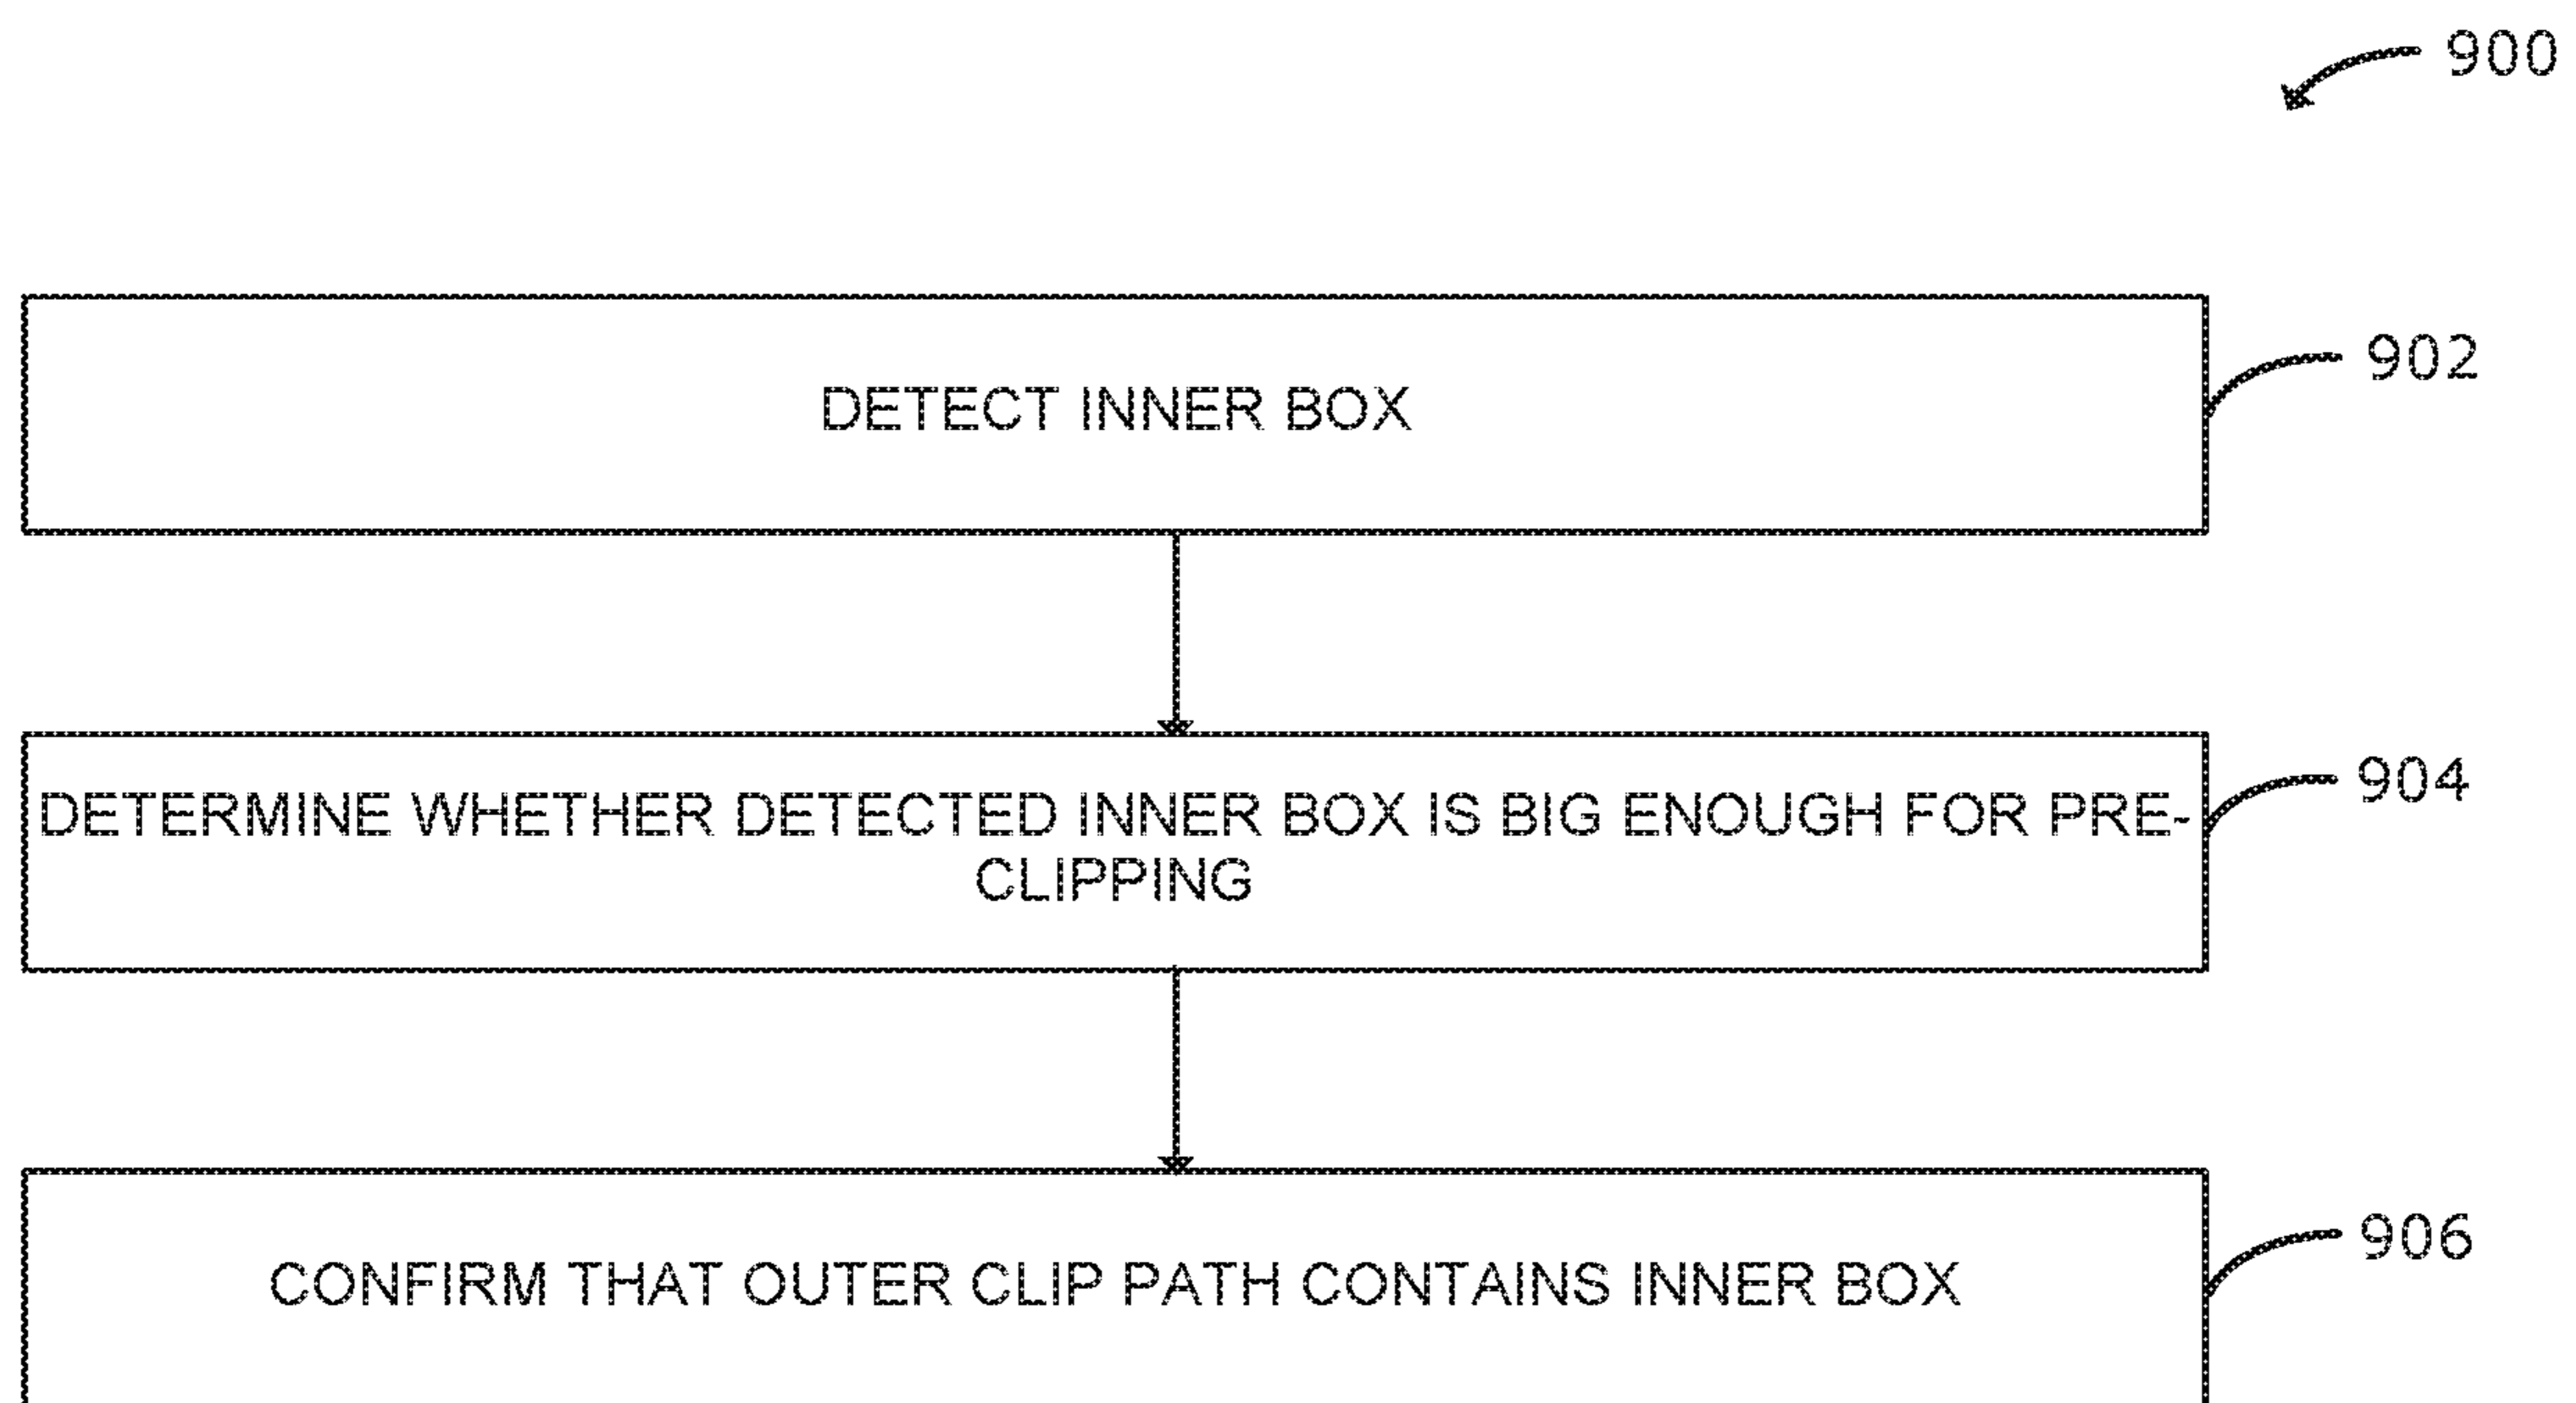 900
DETECT INNER BOX
902
DETERMINE WHETHER DETECTED INNER BOX IS BIG ENOUGH FOR PRE-
CLIPPING
904
CONFIRM THAT OUTER CLIP PATH CONTAINS INNER BOX
906